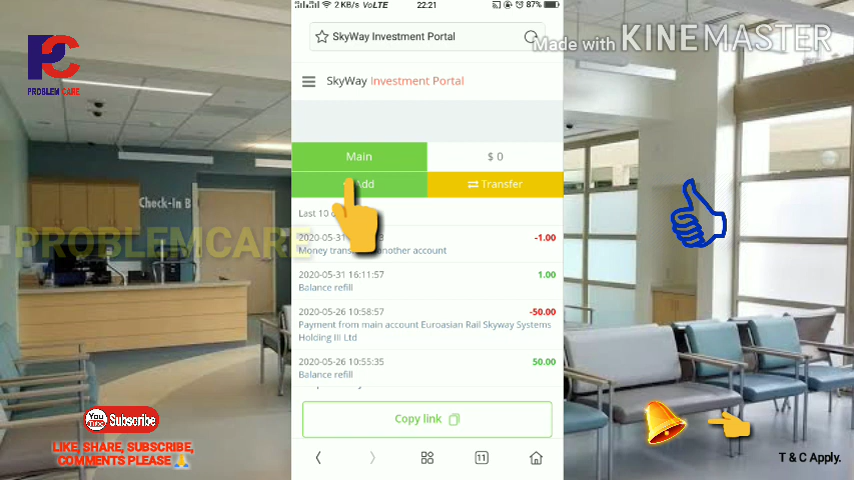 2 KB/s VoLTE 22:21 87%
SkyWay Investment Portal
Made with KINEMASTER
PC
PROBLEM CARE
SkyWay Investment Portal
Main $ 0
Add Transfer
Check-In B
Last 10
PROBLEMCARE
2020-05-31 -1.00
Money another account
2020-05-31 16:11:57 1.00
Balance refill
2020-05-26 10:58:57 -50.00
Payment from main account Euroasian Rail Skyway Systems
Holding III Ltd
2020-05-26 10:55:35 50.00
Balance refill
Copy link
You Tube Subscribe
LIKE, SHARE, SUBSCRIBE,
COMMENTS PLEASE
11
T & C Apply.